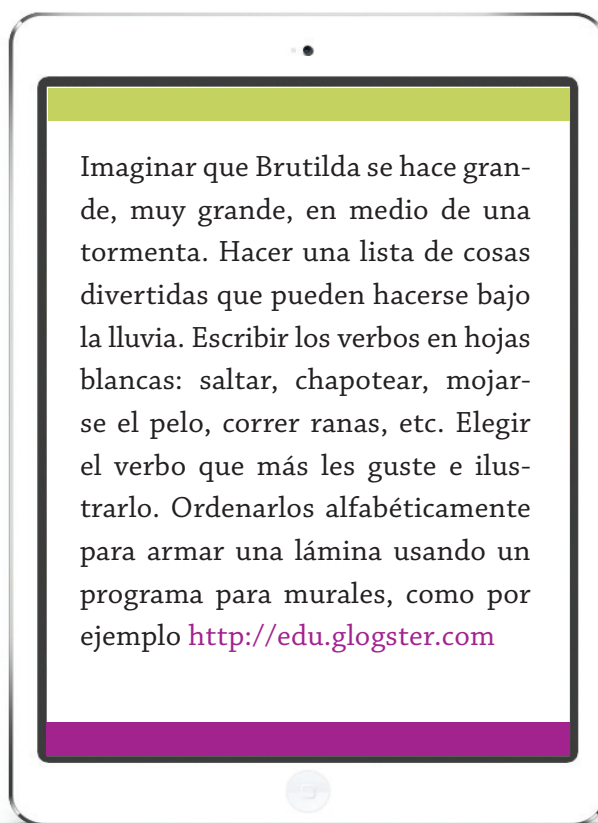 Imaginar que Brutilda se hace gran-
de, muy grande, en medio de una
tormenta. Hacer una lista de cosas
divertidas que pueden hacerse bajo
la lluvia. Escribir los verbos en hojas
blancas: saltar, chapotear, mojar-
se el pelo, correr ranas, etc. Elegir
el verbo que más les guste e ilus-
trarlo. Ordenarlos alfabéticamente
para armar una lámina usando un
programa para murales, como por
ejemplo http://edu.glogster.com